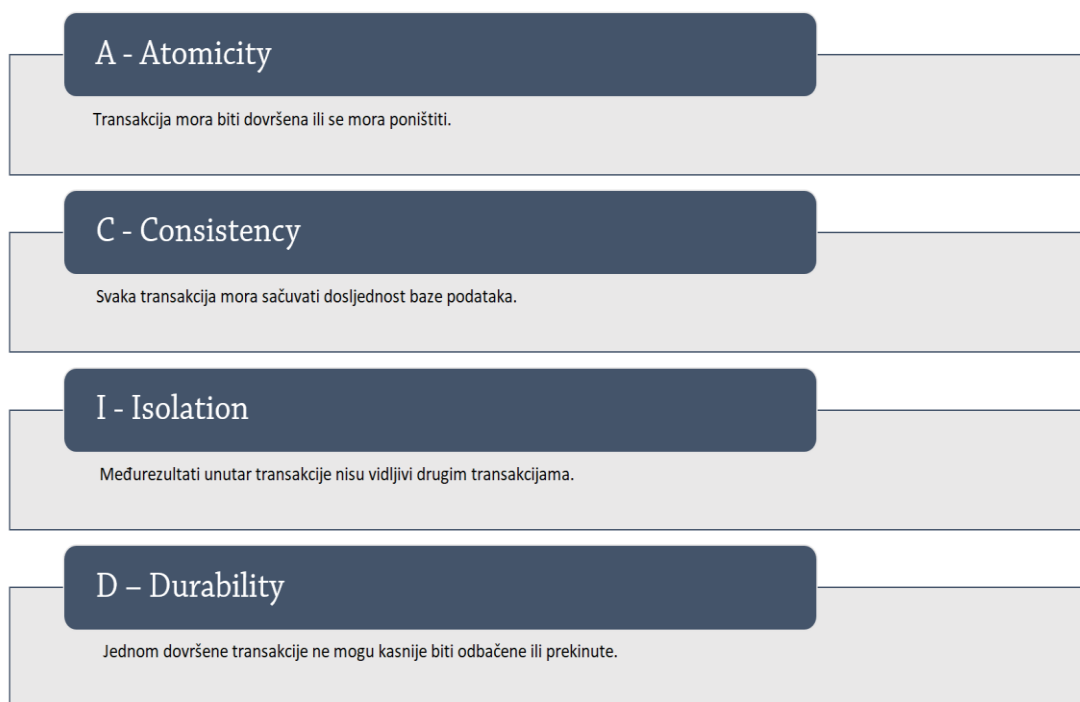 A - Atomicity
Transakcija mora biti dovršena ili se mora poništiti.
C - Consistency
Svaka transakcija mora sačuvati dosljednost baze podataka.
I - Isolation
Međurezultati unutar transakcije nisu vidljivi drugim transakcijama.
D – Durability
Jednom dovršene transakcije ne mogu kasnije biti odbačene ili prekinute.